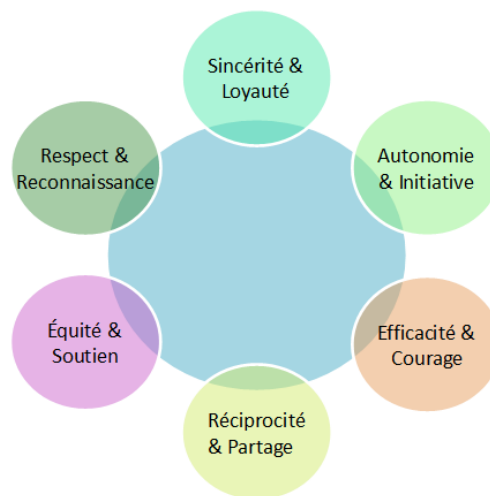 Sincérité &
Loyauté
Autonomie
& Initiative
Efficacité &
Courage
Réciprocité
& Partage
Équité &
Soutien
Respect &
Reconnaissance